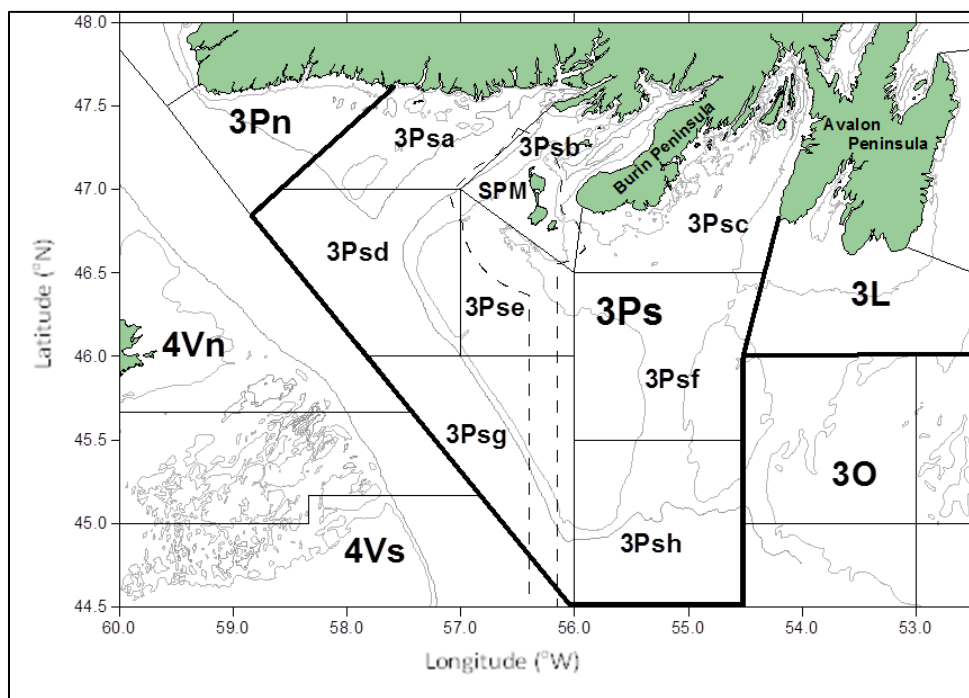 48.0
47.5
47.0
46.5
46.0
45.5
45.0
44.5
Latitude (°N)
3Pn
3Psa
3Psb
SPM
Burin Peninsula
Avalon
Peninsula
3Psc
3Psd
3Pse
3Ps
3L
4Vn
3Psf
3Psg
3O
3Psh
4Vs
60.0 59.0 58.0 57.0 56.0 55.0 54.0 53.0
Longitude (°W)